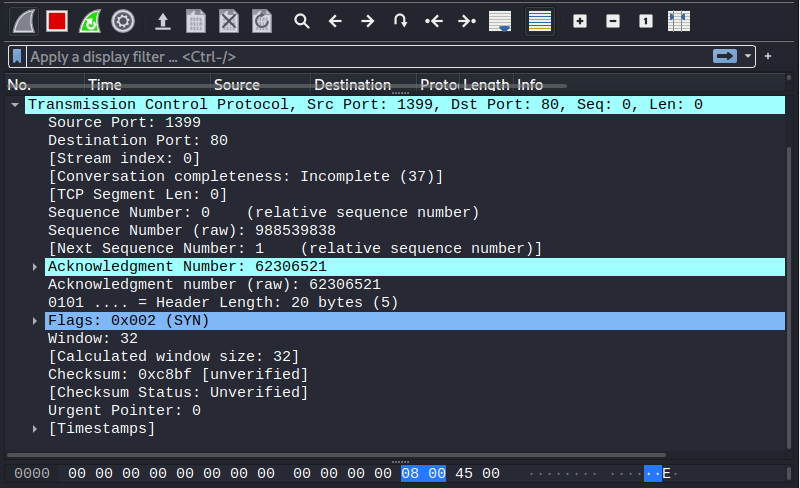 Apply a display filter ... <Ctrl-/>
No. Time Source Destination Proto Length Info
Transmission Control Protocol, Src Port: 1399, Dst Port: 80, Seq: 0, Len: 0
Source Port: 1399
Destination Port: 80
[Stream index: 0]
[Conversation completeness: Incomplete (37)]
[TCP Segment Len: 0]
Sequence Number: 0 (relative sequence number)
Sequence Number (raw): 988539838
[Next Sequence Number: 1 (relative sequence number)]
Acknowledgment Number: 62306521
Acknowledgment number (raw): 62306521
0101 .... = Header Length: 20 bytes (5)
Flags: 0x002 (SYN)
Window: 32
[Calculated window size: 32]
Checksum: 0xc8bf [unverified]
[Checksum Status: Unverified]
Urgent Pointer: 0
[Timestamps]
0000 00 00 00 00 00 00 00 00 00 00 00 00 08 00 45 00 ········ ······E·